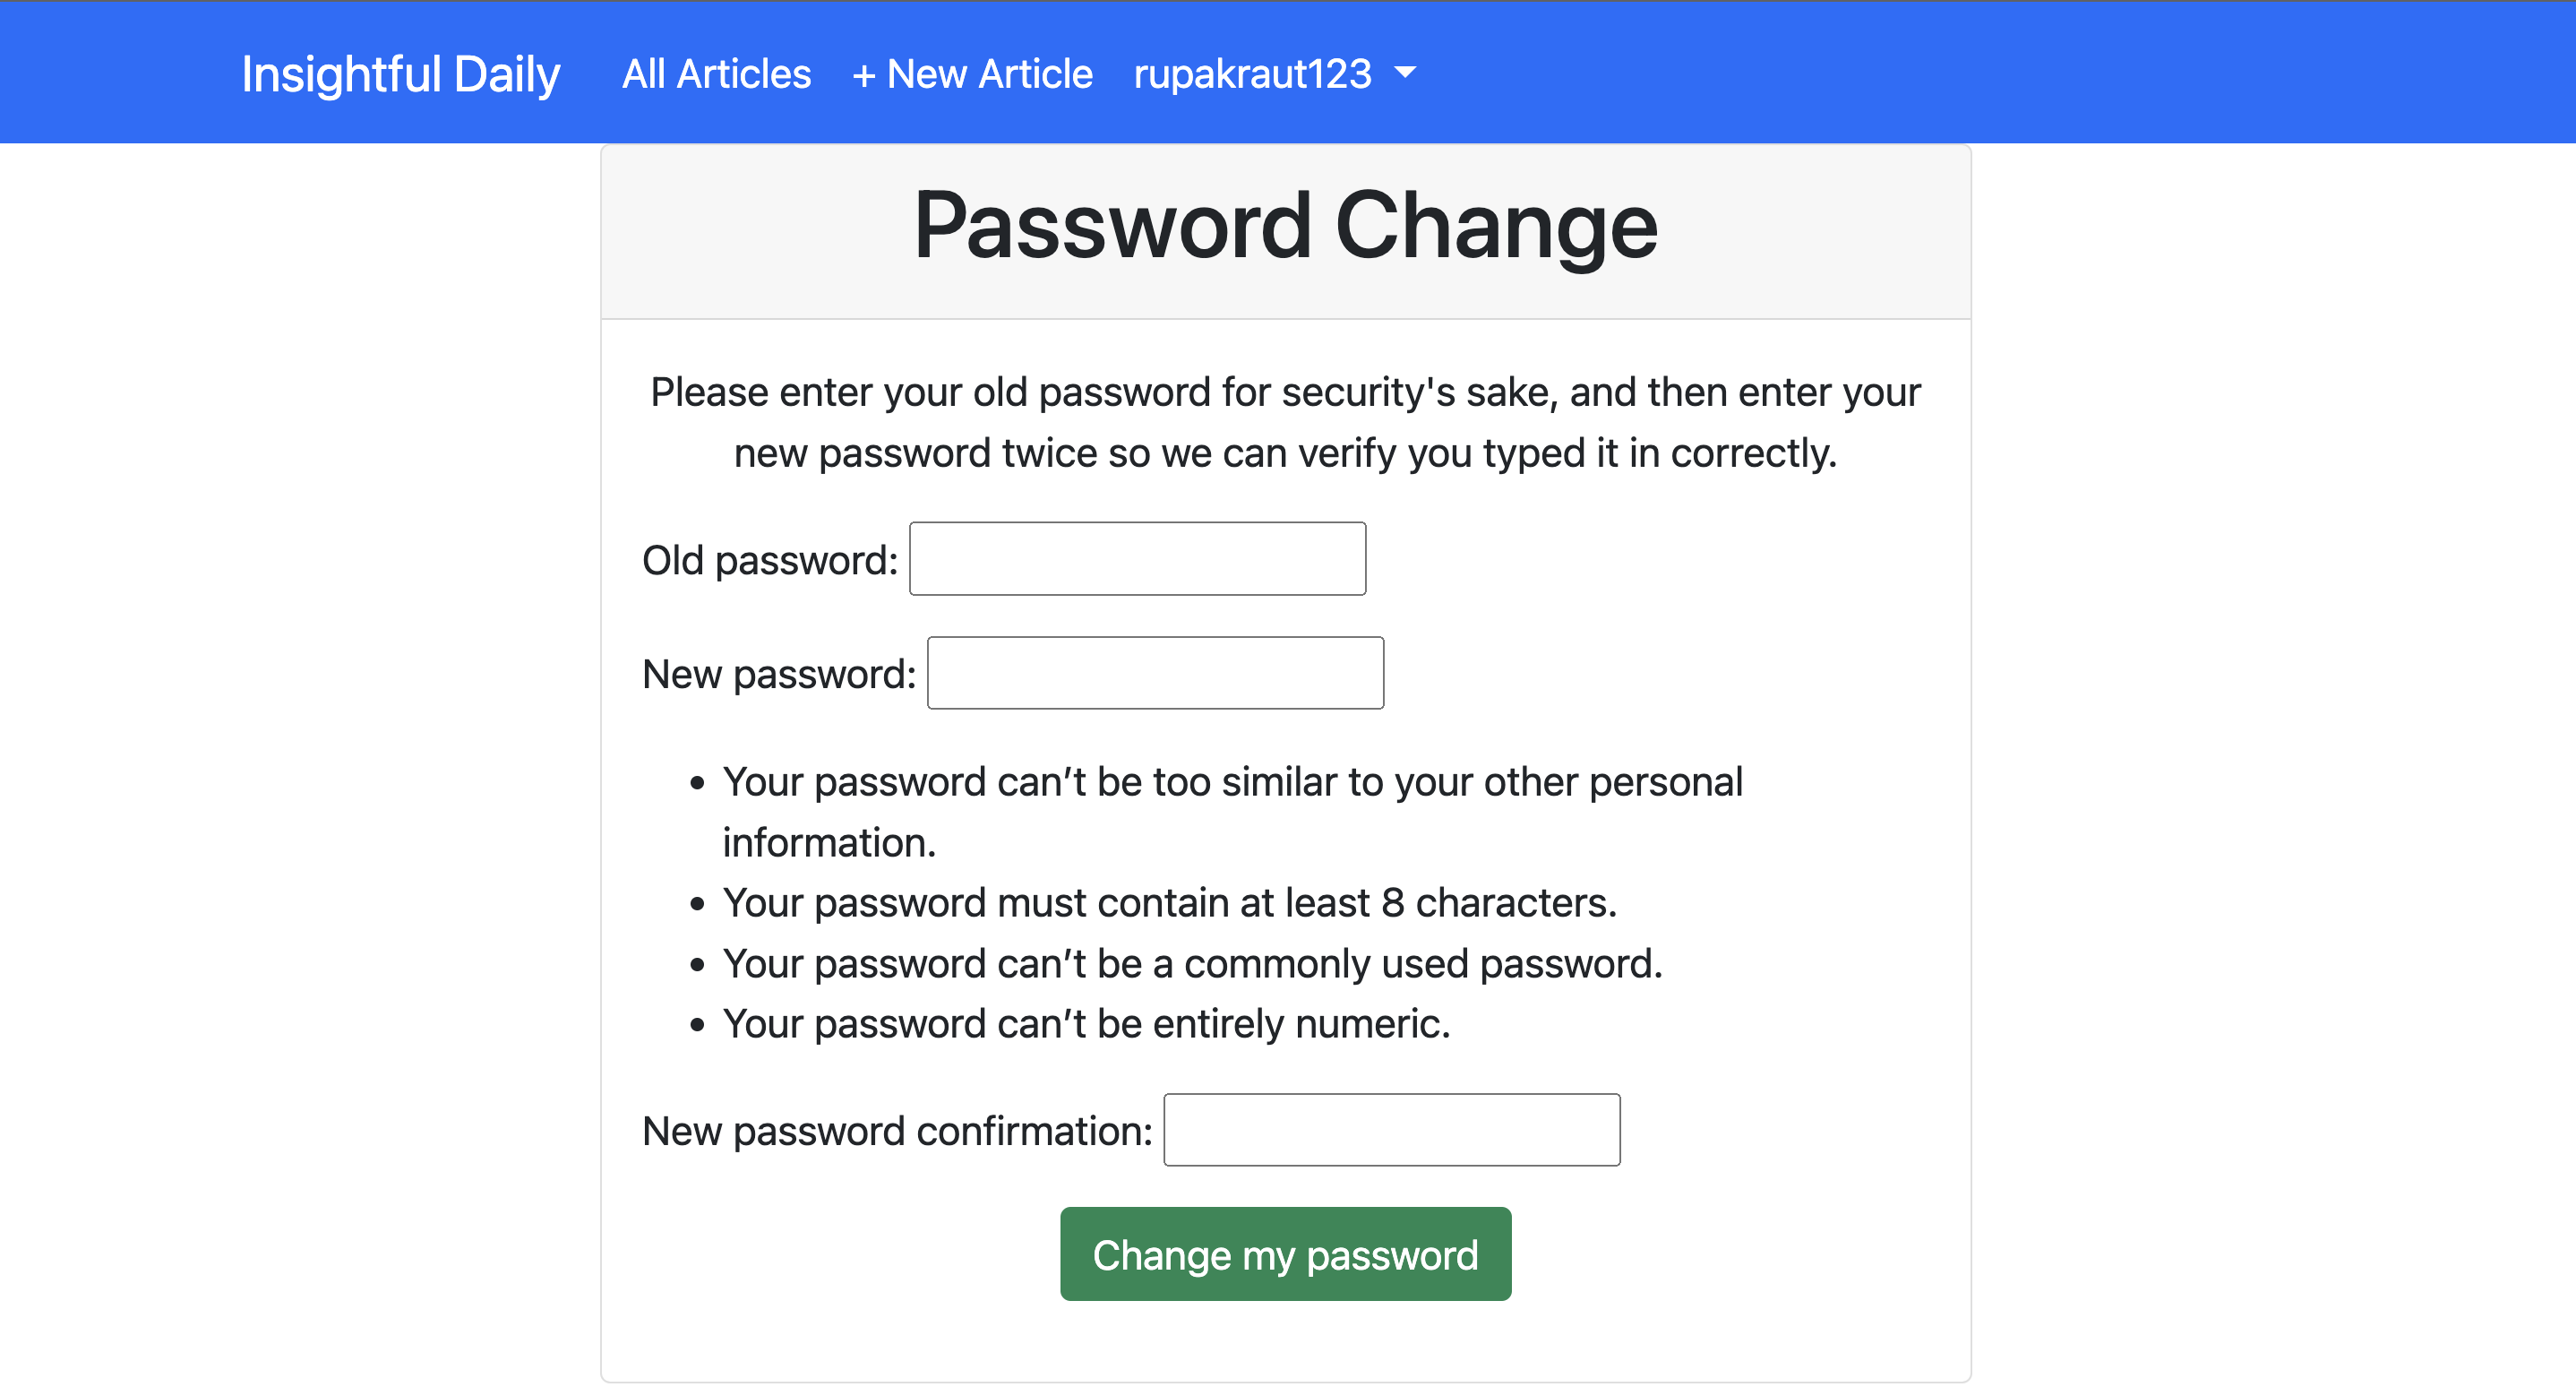 Insightful Daily All Articles + New Article rupakraut123
Password Change
Please enter your old password for security's sake, and then enter your
new password twice so we can verify you typed it in correctly.
Old password:
New password:
• Your password can’t be too similar to your other personal
information.
• Your password must contain at least 8 characters.
• Your password can’t be a commonly used password.
• Your password can’t be entirely numeric.
New password confirmation:
Change my password